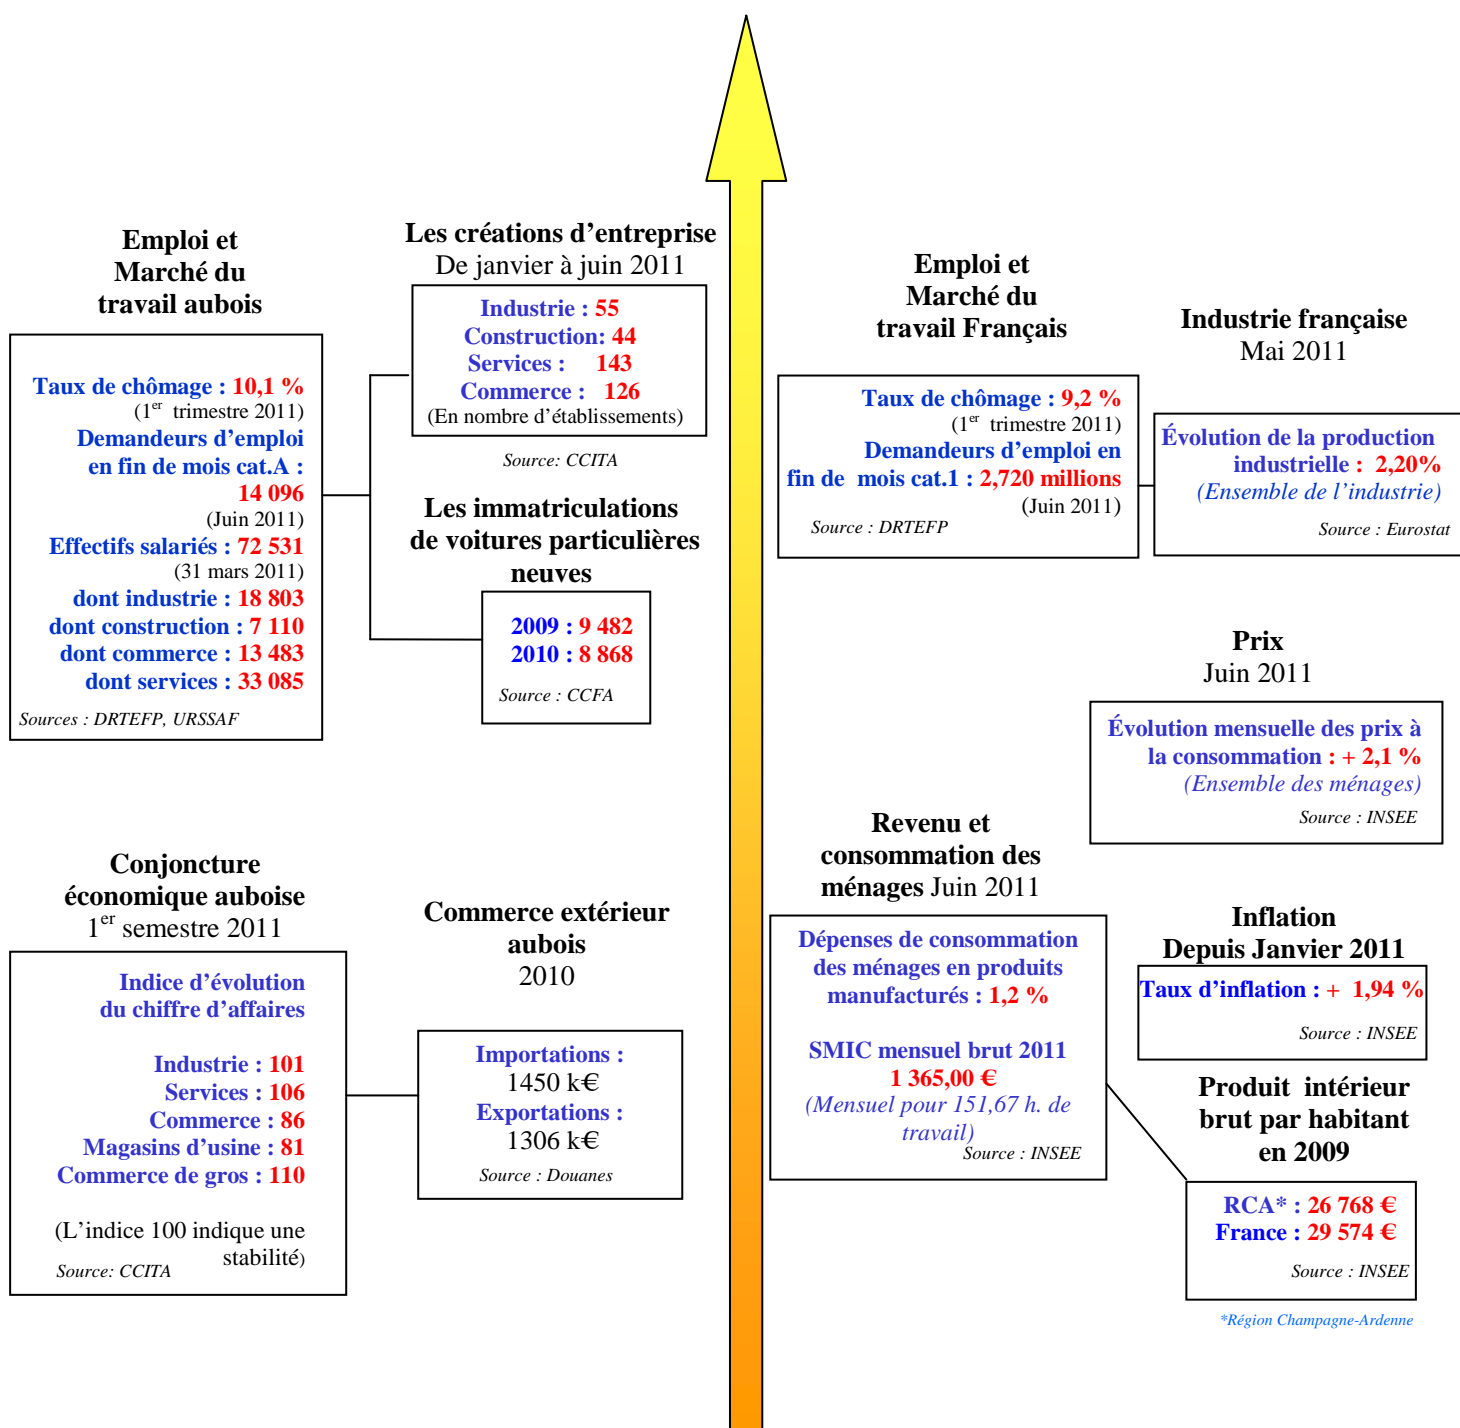 Emploi et
Marché du
travail aubois
Taux de chômage : 10,1 %
(1er trimestre 2011)
Demandeurs d’emploi
en fin de mois cat.A :
14 096
(Juin 2011)
Effectifs salariés : 72 531
(31 mars 2011)
dont industrie : 18 803
dont construction : 7 110
dont commerce : 13 483
dont services : 33 085
Sources : DRTEFP, URSSAF
Les créations d’entreprise
De janvier à juin 2011
Industrie : 55
Construction: 44
Services : 143
Commerce : 126
(En nombre d’établissements)
Source: CCITA
Les immatriculations
de voitures particulières
neuves
2009 : 9 482
2010 : 8 868
Source : CCFA
Conjoncture
économique auboise
1er semestre 2011
Indice d’évolution
du chiffre d’affaires
Industrie : 101
Services : 106
Commerce : 86
Magasins d’usine : 81
Commerce de gros : 110
(L’indice 100 indique une
stabilité)
Source: CCITA
Commerce extérieur
aubois
2010
Importations :
1450 k€
Exportations :
1306 k€
Source : Douanes
Emploi et
Marché du
travail Français
Taux de chômage : 9,2 %
(1er trimestre 2011)
Demandeurs d’emploi en
fin de mois cat.1 : 2,720 millions
(Juin 2011)
Source : DRTEFP
Industrie française
Mai 2011
Évolution de la production
industrielle : 2,20%
(Ensemble de l’industrie)
Source : Eurostat
Prix
Juin 2011
Évolution mensuelle des prix à
la consommation : + 2,1 %
(Ensemble des ménages)
Source : INSEE
Revenu et
consommation des
ménages Juin 2011
Dépenses de consommation
des ménages en produits
manufacturés : 1,2 %
SMIC mensuel brut 2011
1 365,00 €
(Mensuel pour 151,67 h. de
travail)
Source : INSEE
Inflation
Depuis Janvier 2011
Taux d’inflation : + 1,94 %
Source : INSEE
Produit intérieur
brut par habitant
en 2009
RCA* : 26 768 €
France : 29 574 €
Source : INSEE
*Région Champagne-Ardenne